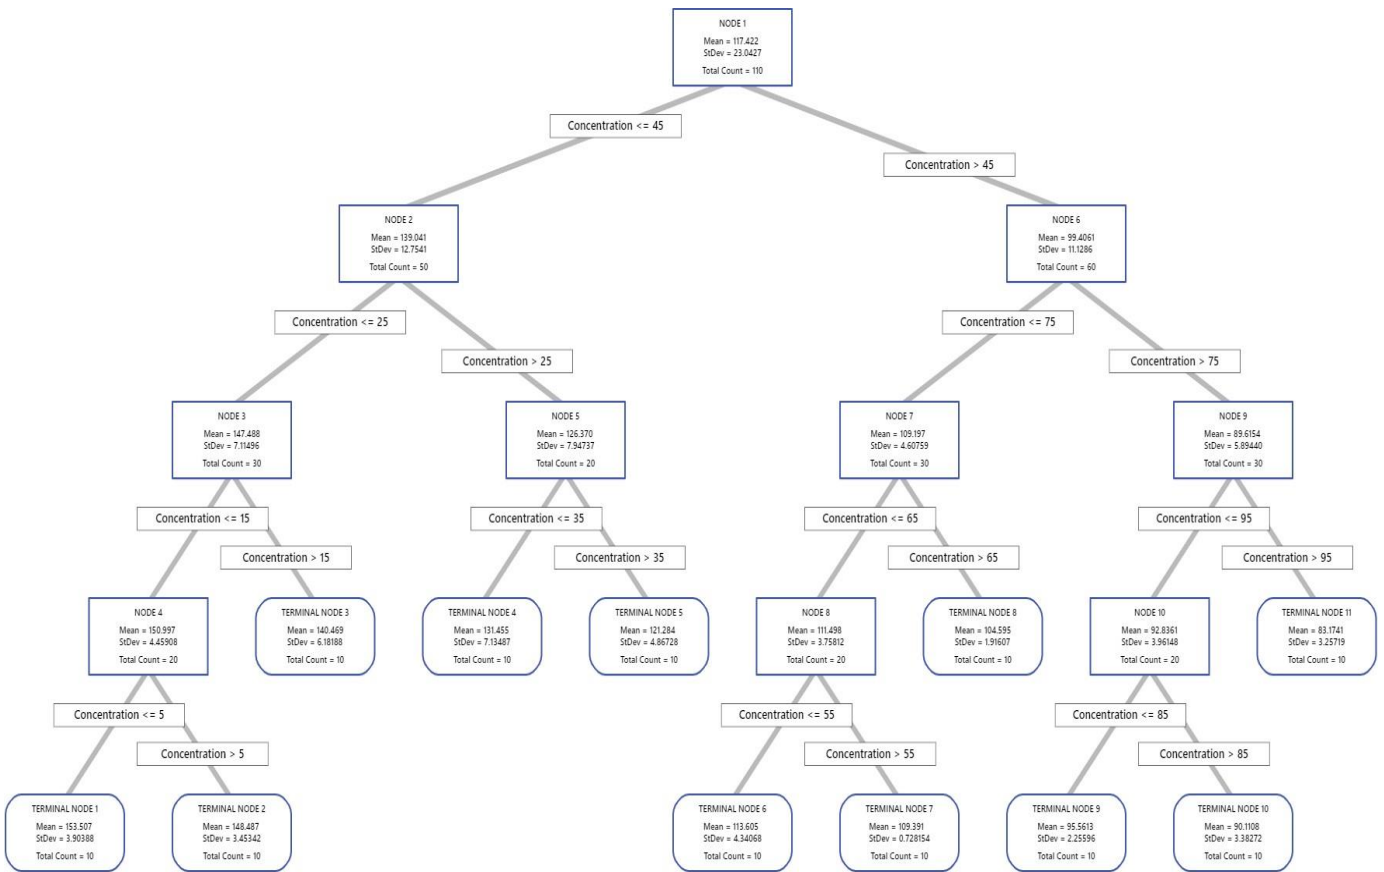 NODE 1
Mean = 117.422
StDev = 23.0427
Total Count = 110
Concentration <= 45
Concentration > 45
NODE 2
Mean = 139.041
StDev = 12.7541
Total Count = 50
NODE 6
Mean = 99.4061
StDev = 11.1286
Total Count = 60
Concentration <= 25
Concentration > 25
Concentration <= 75
Concentration > 75
NODE 3
Mean = 147.488
StDev = 7.11496
Total Count = 30
NODE 5
Mean = 126.370
StDev = 7.94737
Total Count = 20
NODE 7
Mean = 109.197
StDev = 4.60759
Total Count = 30
NODE 9
Mean = 89.6154
StDev = 5.89440
Total Count = 30
Concentration <= 15
Concentration > 15
Concentration <= 35
Concentration > 35
Concentration <= 65
Concentration > 65
Concentration <= 95
Concentration > 95
NODE 4
Mean = 150.997
StDev = 4.45908
Total Count = 20
TERMINAL NODE 3
Mean = 140.469
StDev = 6.18188
Total Count = 10
TERMINAL NODE 4
Mean = 131.455
StDev = 7.13487
Total Count = 10
TERMINAL NODE 5
Mean = 121.284
StDev = 4.86728
Total Count = 10
NODE 8
Mean = 111.498
StDev = 3.75812
Total Count = 20
TERMINAL NODE 8
Mean = 104.595
StDev = 1.91607
Total Count = 10
NODE 10
Mean = 92.8361
StDev = 3.96148
Total Count = 20
TERMINAL NODE 11
Mean = 83.1741
StDev = 3.25719
Total Count = 10
Concentration <= 5
Concentration > 5
Concentration <= 55
Concentration > 55
Concentration <= 85
Concentration > 85
TERMINAL NODE 1
Mean = 153.507
StDev = 3.90388
Total Count = 10
TERMINAL NODE 2
Mean = 148.487
StDev = 3.45342
Total Count = 10
TERMINAL NODE 6
Mean = 113.605
StDev = 4.34068
Total Count = 10
TERMINAL NODE 7
Mean = 109.391
StDev = 0.728154
Total Count = 10
TERMINAL NODE 9
Mean = 95.5613
StDev = 2.25596
Total Count = 10
TERMINAL NODE 10
Mean = 90.1108
StDev = 3.38272
Total Count = 10